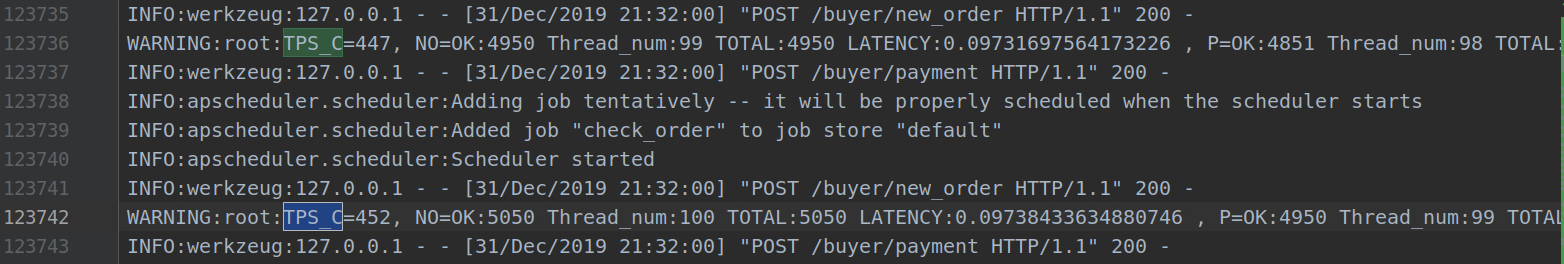 123735 INFO:werkzeug:127.0.0.1 - - [31/Dec/2019 21:32:00] "POST /buyer/new_order HTTP/1.1" 200 -
123736 WARNING:root:TPS_C=447, NO=OK:4950 Thread_num:99 TOTAL:4950 LATENCY:0.09731697564173226 , P=OK:4851 Thread_num:98 TOTAL:
123737 INFO:werkzeug:127.0.0.1 - - [31/Dec/2019 21:32:00] "POST /buyer/payment HTTP/1.1" 200 -
123738 INFO:apscheduler.scheduler:Adding job tentatively -- it will be properly scheduled when the scheduler starts
123739 INFO:apscheduler.scheduler:Added job "check_order" to job store "default"
123740 INFO:apscheduler.scheduler:Scheduler started
123741 INFO:werkzeug:127.0.0.1 - - [31/Dec/2019 21:32:00] "POST /buyer/new_order HTTP/1.1" 200 -
123742 WARNING:root:TPS_C=452, NO=OK:5050 Thread_num:100 TOTAL:5050 LATENCY:0.09738433634880746 , P=OK:4950 Thread_num:99 TOTAL
123743 INFO:werkzeug:127.0.0.1 - - [31/Dec/2019 21:32:00] "POST /buyer/payment HTTP/1.1" 200 -